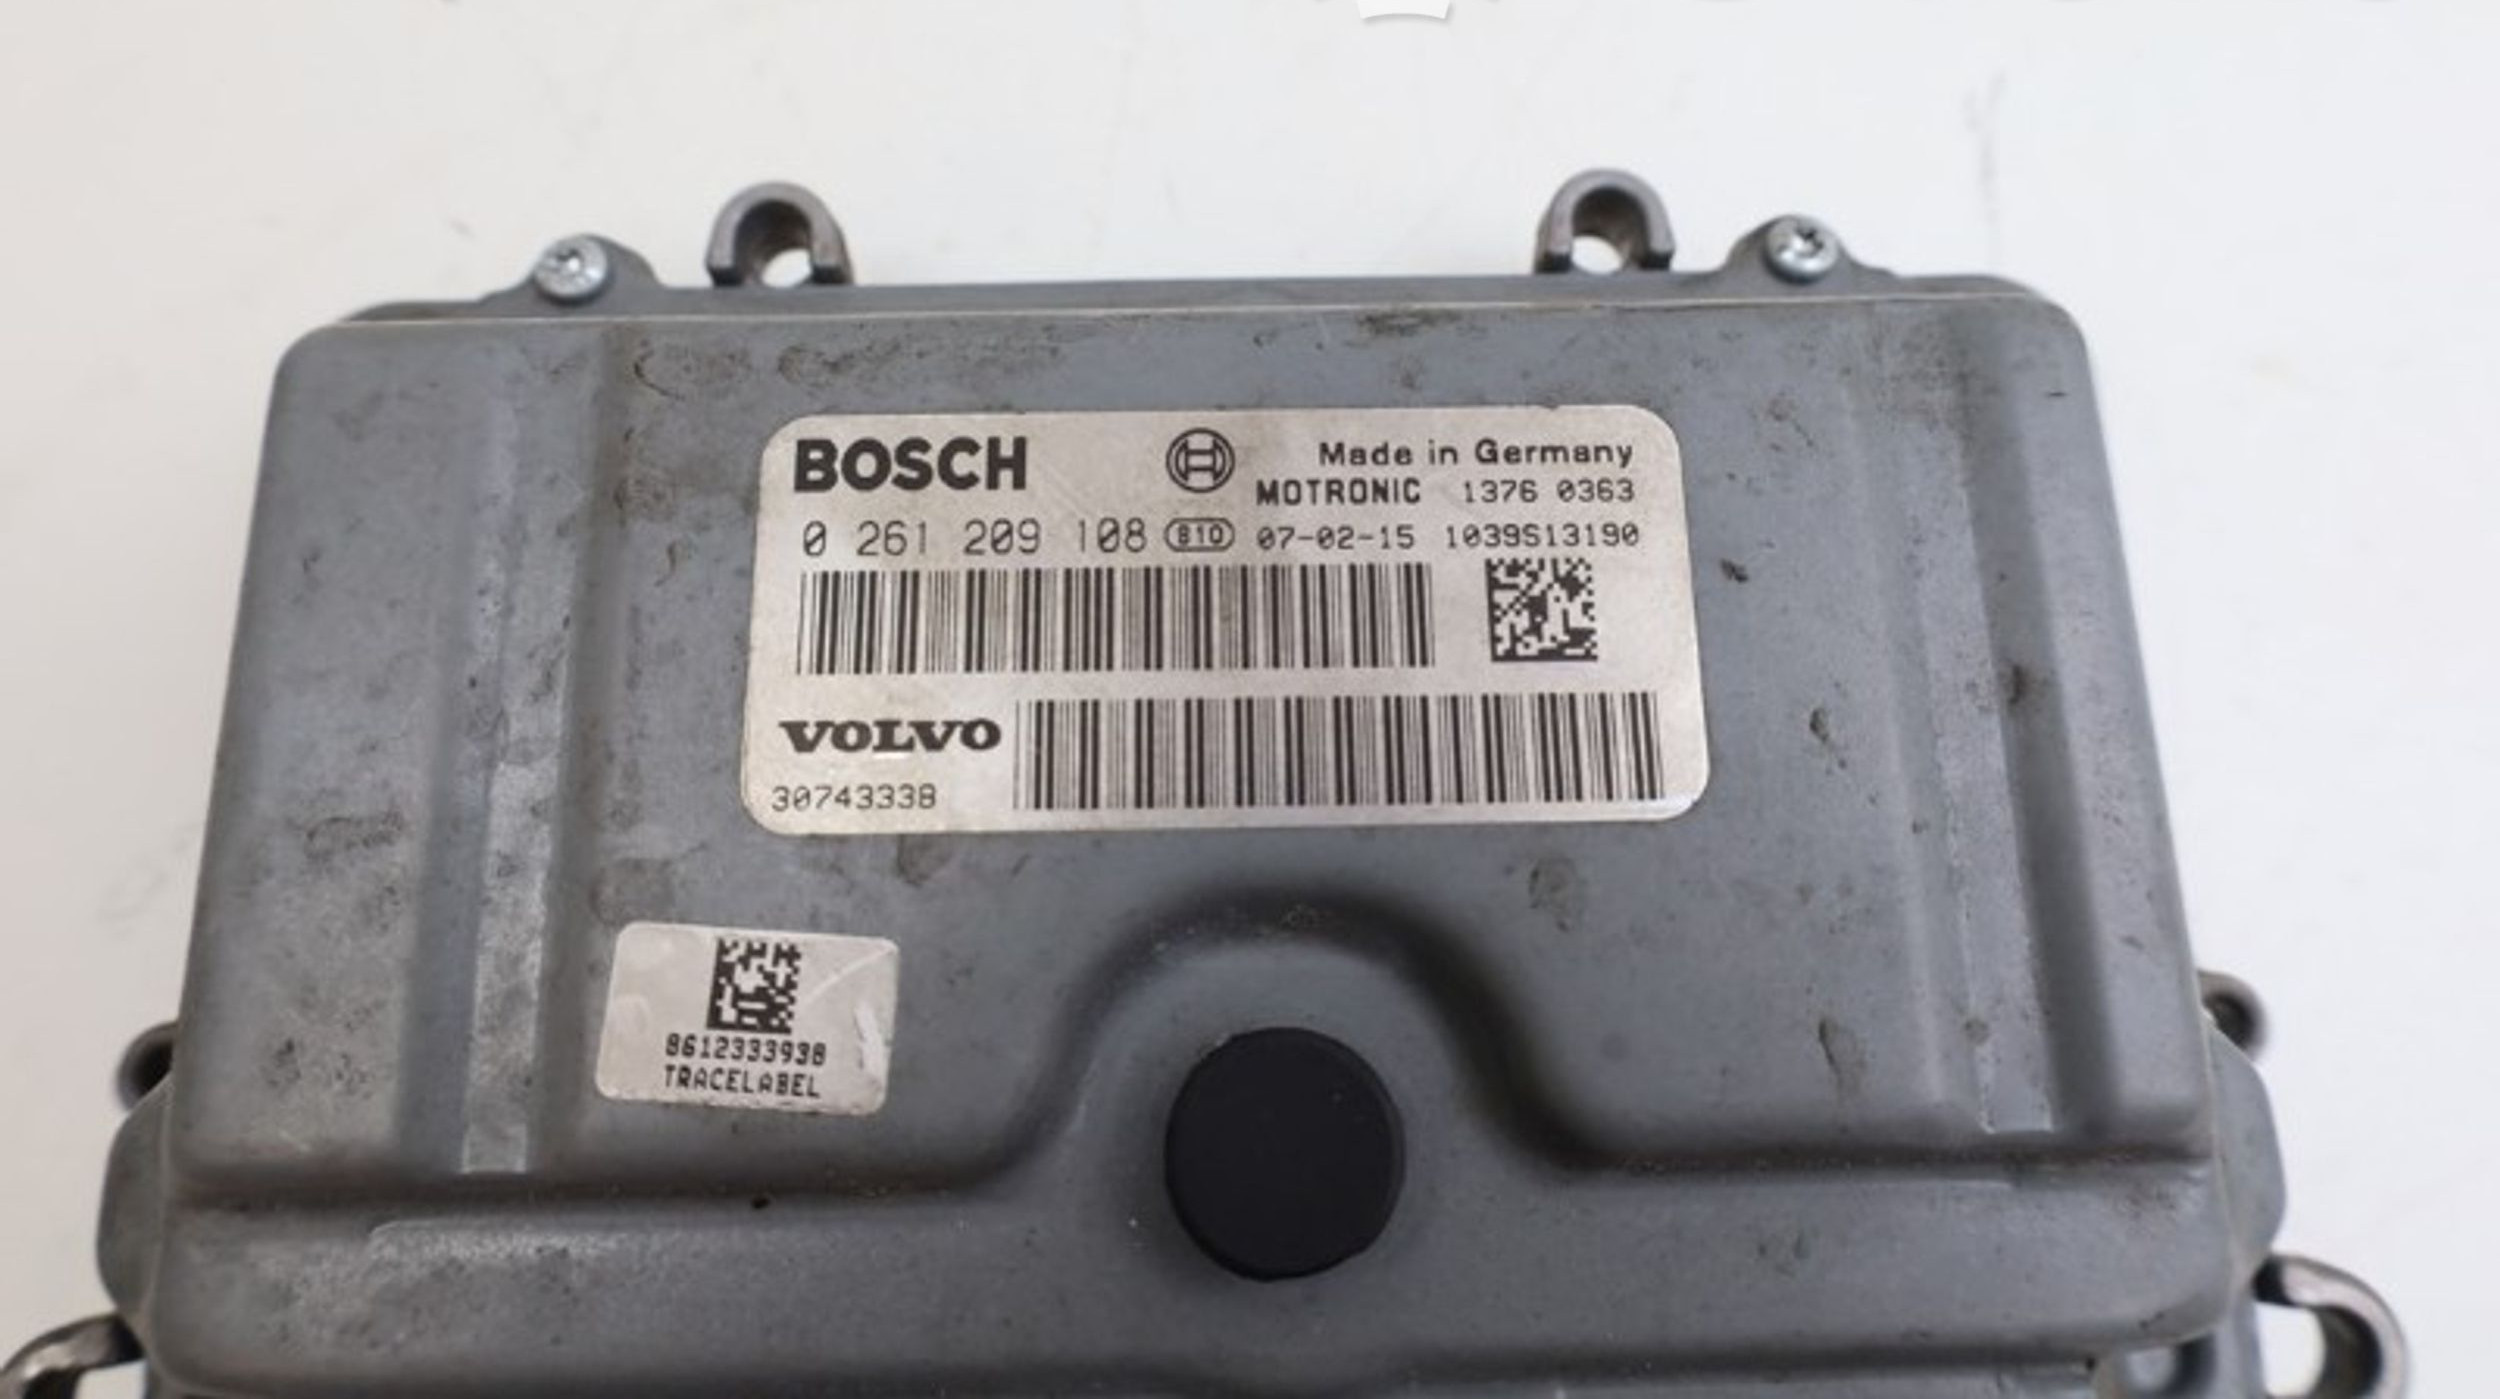 BOSCH Made in Germany
MOTRONIC 1376 0363
0 261 209 108 810 07-02-15 1039S13190
VOLVO
30743338
8612333938
TRACELABEL